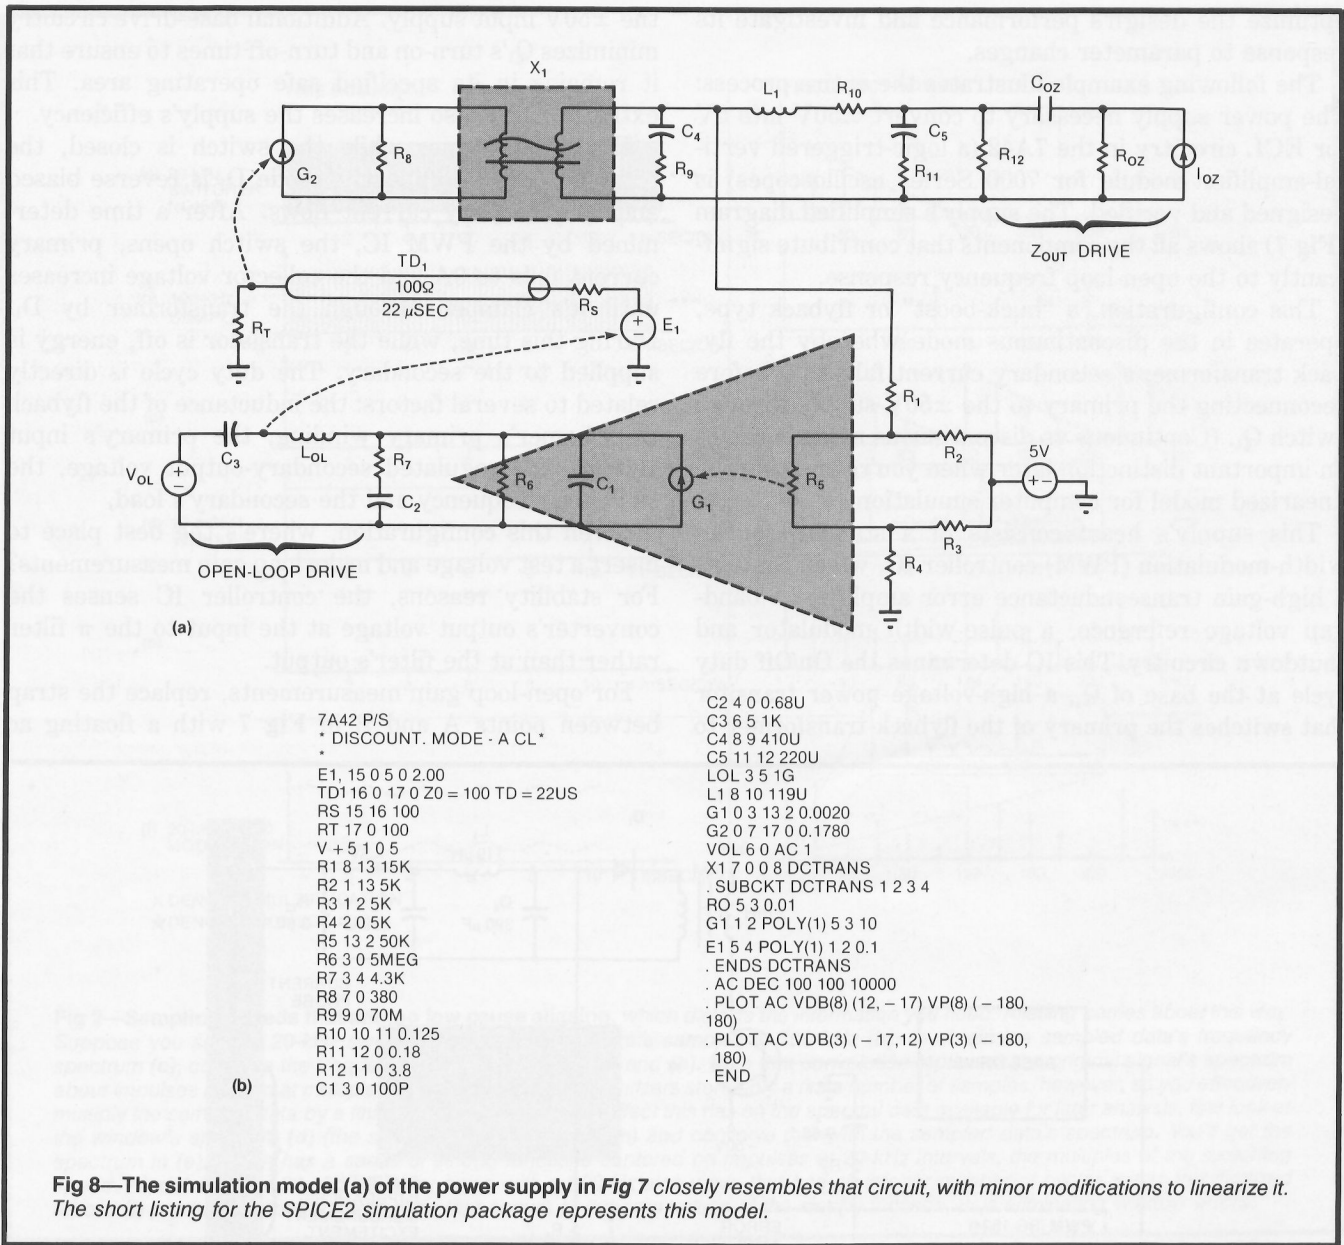 X1
G2
R8
C4
R9
L1
R10
C5
R11
R12
COZ
ROZ
IOZ
ZOUT DRIVE
TD1
100Ω
22 µSEC
RS
RT
E1
+
−
VOL
+
−
C3
LOL
R7
C2
R6
C1
G1
R5
R1
R2
R3
R4
5V
+ −
OPEN-LOOP DRIVE
(a)
7A42 P/S
* DISCOUNT. MODE - A CL*
*
E1, 15 0 5 0 2.00
TD116 0 17 0 Z0 = 100 TD = 22US
RS 15 16 100
RT 17 0 100
V + 5 1 0 5
R1 8 13 15K
R2 1 13 5K
R3 1 2 5K
R4 2 0 5K
R5 13 2 50K
R6 3 0 5MEG
R7 3 4 4.3K
R8 7 0 380
R9 9 0 70M
R10 10 11 0.125
R11 12 0 0.18
R12 11 0 3.8
C1 3 0 100P
(b)
C2 4 0 0.68U
C3 6 5 1K
C4 8 9 410U
C5 11 12 220U
LOL 3 5 1G
L1 8 10 119U
G1 0 3 13 2 0.0020
G2 0 7 17 0 0.1780
VOL 6 0 AC 1
X1 7 0 0 8 DCTRANS
. SUBCKT DCTRANS 1 2 3 4
RO 5 3 0.01
G1 1 2 POLY(1) 5 3 10
E1 5 4 POLY(1) 1 2 0.1
. ENDS DCTRANS
. AC DEC 100 100 10000
. PLOT AC VDB(8) (12, − 17) VP(8) ( − 180,
180)
. PLOT AC VDB(3) ( − 17,12) VP(3) ( − 180,
180)
. END
Fig 8—The simulation model (a) of the power supply in Fig 7 closely resembles that circuit, with minor modifications to linearize it.
The short listing for the SPICE2 simulation package represents this model.